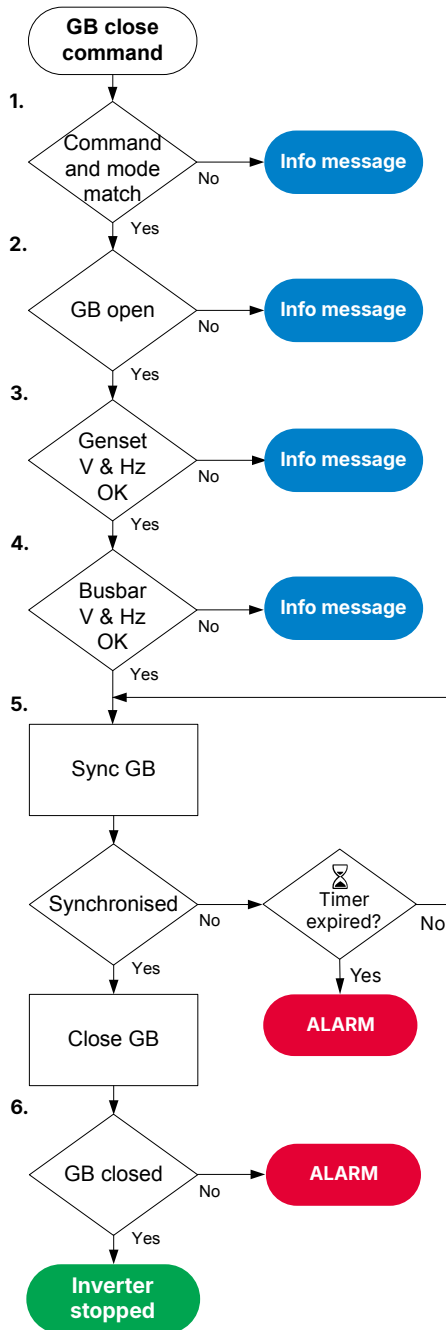 GB close
command
1.
Command
and mode
match
No
Info message
Yes
2.
GB open
No
Info message
Yes
3.
Genset
V & Hz
OK
No
Info message
Yes
4.
Busbar
V & Hz
OK
No
Info message
Yes
5.
Sync GB
Synchronised
No
Timer
expired?
No
Yes
Yes
ALARM
Close GB
6.
GB closed
No
ALARM
Yes
Inverter
stopped